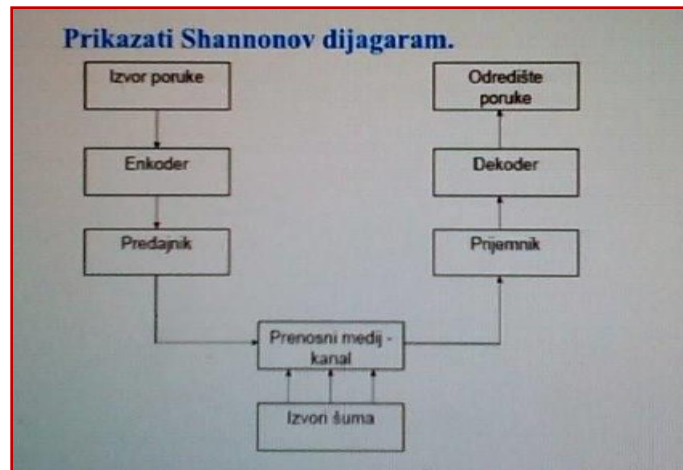 Prikazati Shannonov dijagaram.
Izvor poruke
Odredište
poruke
Enkoder
Dekoder
Predajnik
Prijemnik
Prenosni medij -
kanal
Izvori šuma